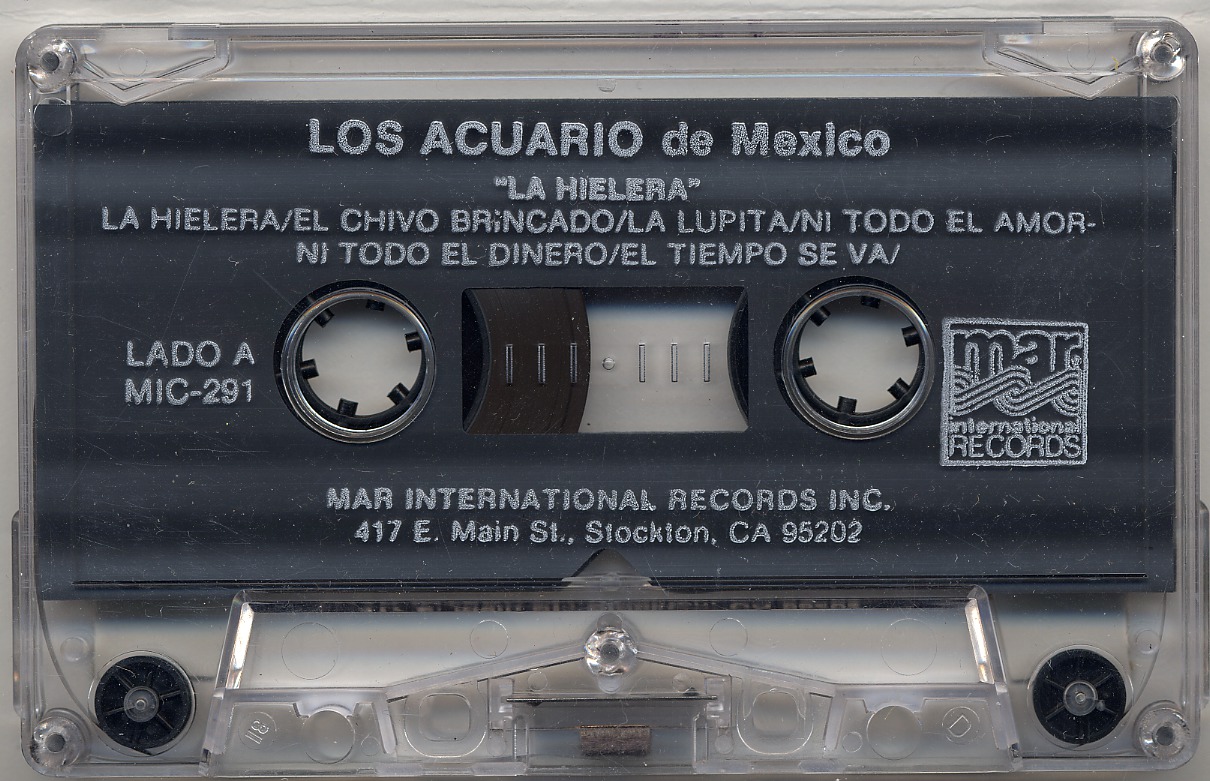 LOS ACUARIO de Mexico
"LA HIELERA"
LA HIELERA/EL CHIVO BRiNCADO/LA LUPITA/NI TODO EL AMOR-
NI TODO EL DINERO/EL TIEMPO SE VA/
LADO A
MIC-291
mar
international
RECORDS
MAR INTERNATIONAL RECORDS INC.
417 E. Main St., Stockton, CA 95202